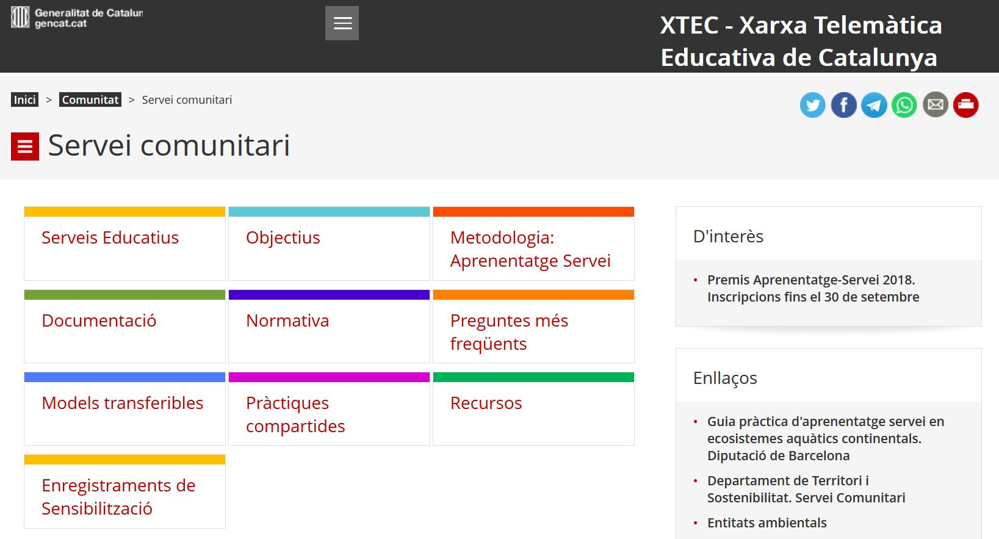 Generalitat de Catalun
gencat.cat
XTEC - Xarxa Telemàtica
Educativa de Catalunya
Inici > Comunitat > Servei comunitari
Servei comunitari
Serveis Educatius
Objectius
Metodologia:
Aprenentatge Servei
Documentació
Normativa
Preguntes més
freqüents
Models transferibles
Pràctiques
compartides
Recursos
Enregistraments de
Sensibilització
D'interès
• Premis Aprenentatge-Servei 2018.
Inscripcions fins el 30 de setembre
Enllaços
• Guia pràctica d'aprenentatge servei en
ecosistemes aquàtics continentals.
Diputació de Barcelona
• Departament de Territori i
Sostenibilitat. Servei Comunitari
• Entitats ambientals